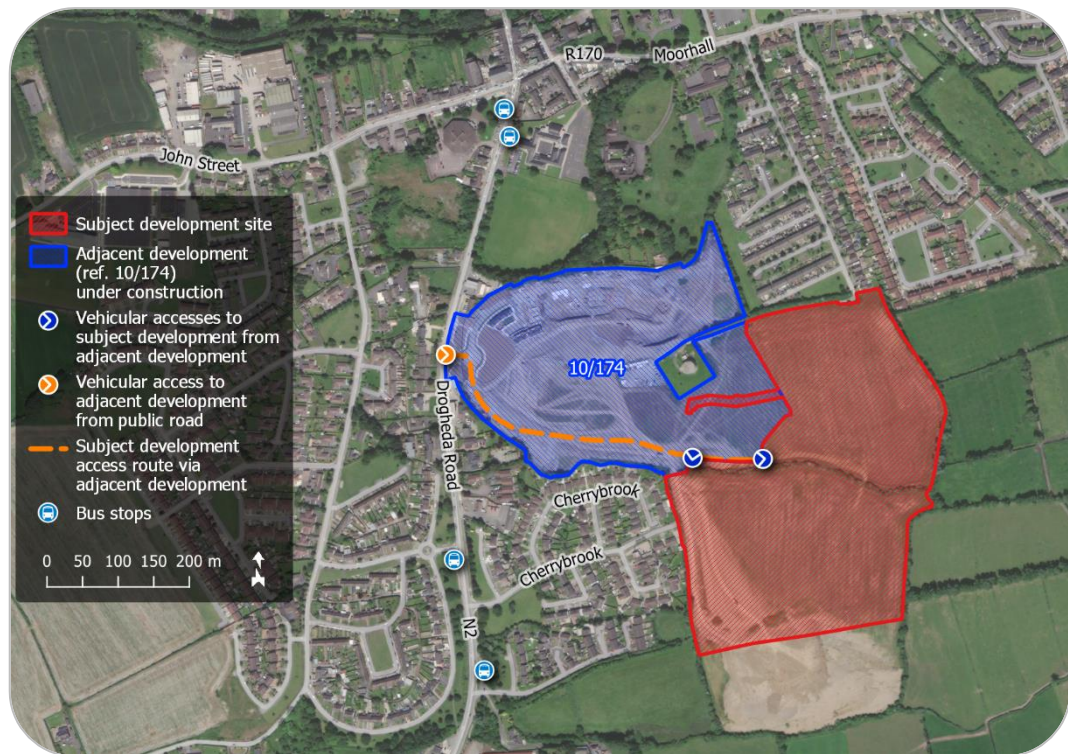 R170
Moorhall
John Street
Subject development site
Adjacent development
(ref. 10/174)
under construction
Vehicular accesses to
subject development from
adjacent development
Vehicular access to
adjacent development
from public road
Subject development
access route via
adjacent development
Bus stops
0 50 100 150 200 m
10/174
Drogheda Road
Cherrybrook
Cherrybrook
N2